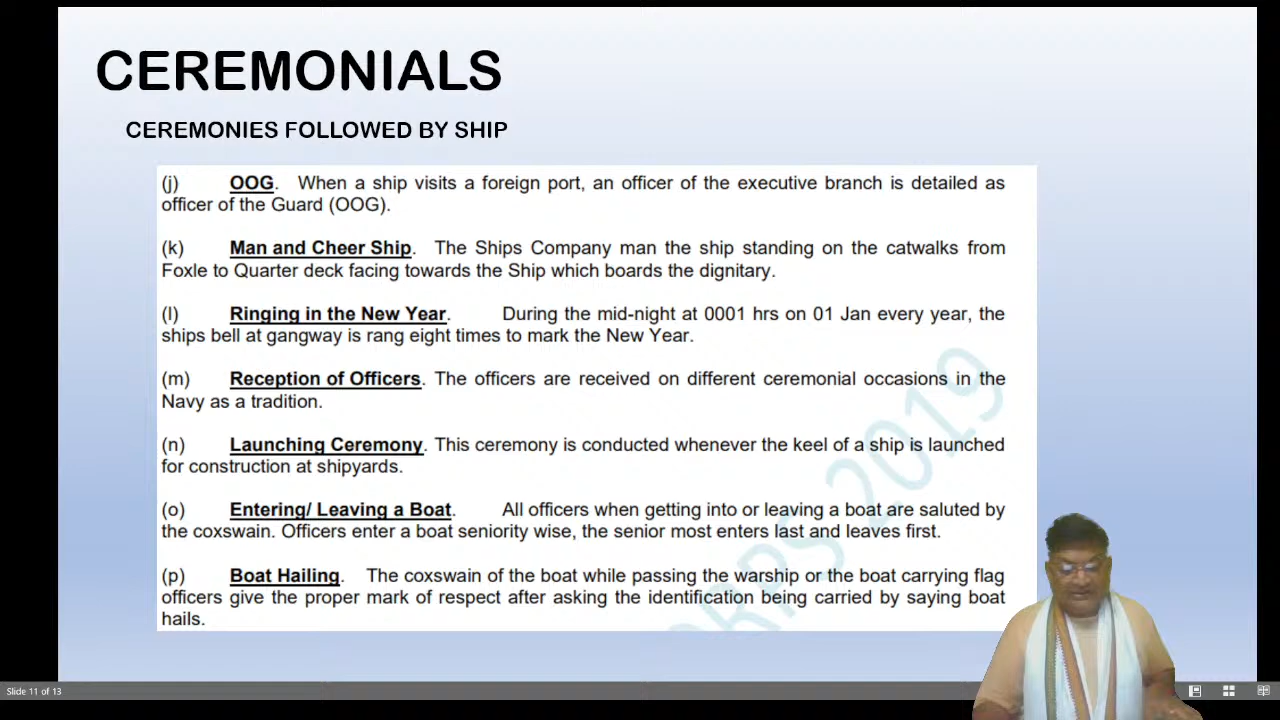 CEREMONIALS
CEREMONIES FOLLOWED BY SHIP
(j) OOG. When a ship visits a foreign port, an officer of the executive branch is detailed as
officer of the Guard (OOG).
(k) Man and Cheer Ship. The Ships Company man the ship standing on the catwalks from
Foxle to Quarter deck facing towards the Ship which boards the dignitary.
(l) Ringing in the New Year. During the mid-night at 0001 hrs on 01 Jan every year, the
ships bell at gangway is rang eight times to mark the New Year.
(m) Reception of Officers. The officers are received on different ceremonial occasions in the
Navy as a tradition.
(n) Launching Ceremony. This ceremony is conducted whenever the keel of a ship is launched
for construction at shipyards.
(o) Entering/ Leaving a Boat. All officers when getting into or leaving a boat are saluted by
the coxswain. Officers enter a boat seniority wise, the senior most enters last and leaves first.
(p) Boat Hailing. The coxswain of the boat while passing the warship or the boat carrying flag
officers give the proper mark of respect after asking the identification being carried by saying boat
hails.
2019
Slide 11 of 13